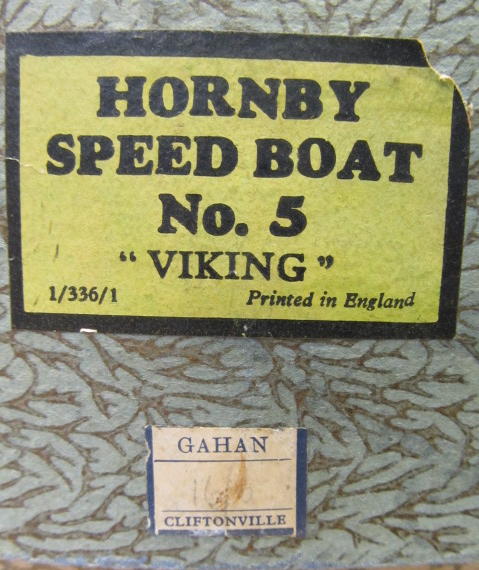 HORNBY
SPEED BOAT
No. 5
“ VIKING ”
1/336/1 Printed in England
GAHAN
CLIFTONVILLE